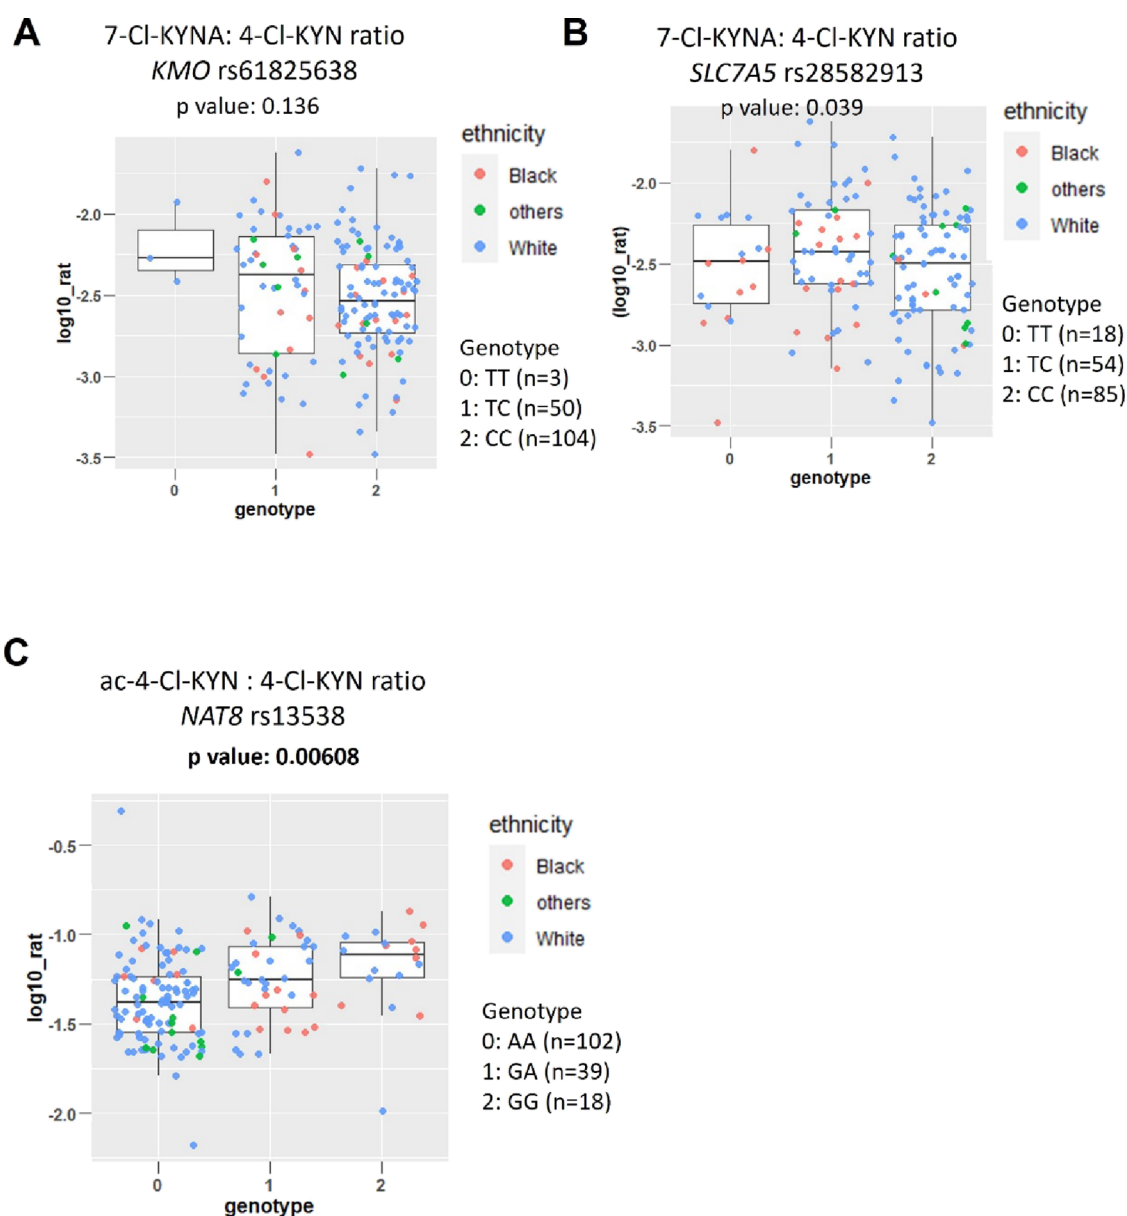 A
7-Cl-KYNA: 4-Cl-KYN ratio
KMO rs61825638
p value: 0.136
ethnicity
Black
others
White
Genotype
0: TT (n=3)
1: TC (n=50)
2: CC (n=104)
log10_rat
-2.0
-2.5
-3.0
-3.5
0 1 2
genotype
B
7-Cl-KYNA: 4-Cl-KYN ratio
SLC7A5 rs28582913
p value: 0.039
ethnicity
Black
others
White
Genotype
0: TT (n=18)
1: TC (n=54)
2: CC (n=85)
(log10_rat)
-2.0
-2.5
-3.0
-3.5
0 1 2
genotype
C
ac-4-Cl-KYN : 4-Cl-KYN ratio
NAT8 rs13538
p value: 0.00608
ethnicity
Black
others
White
Genotype
0: AA (n=102)
1: GA (n=39)
2: GG (n=18)
log10_rat
-0.5
-1.0
-1.5
-2.0
0 1 2
genotype